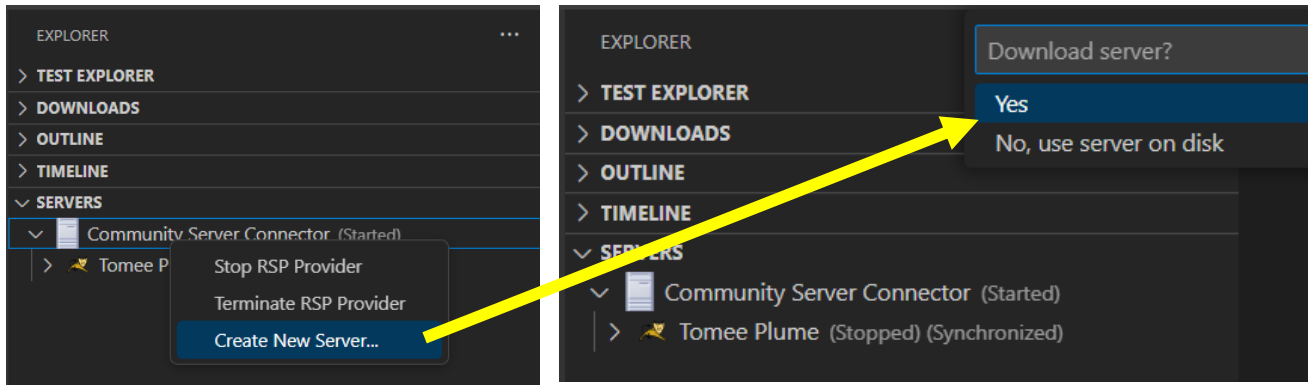 EXPLORER
TEST EXPLORER
DOWNLOADS
OUTLINE
TIMELINE
SERVERS
Community Server Connector (Started)
Tomee P
Stop RSP Provider
Terminate RSP Provider
Create New Server...
EXPLORER
Download server?
Yes
No, use server on disk
TEST EXPLORER
DOWNLOADS
OUTLINE
TIMELINE
SERVERS
Community Server Connector (Started)
Tomee Plume (Stopped) (Synchronized)